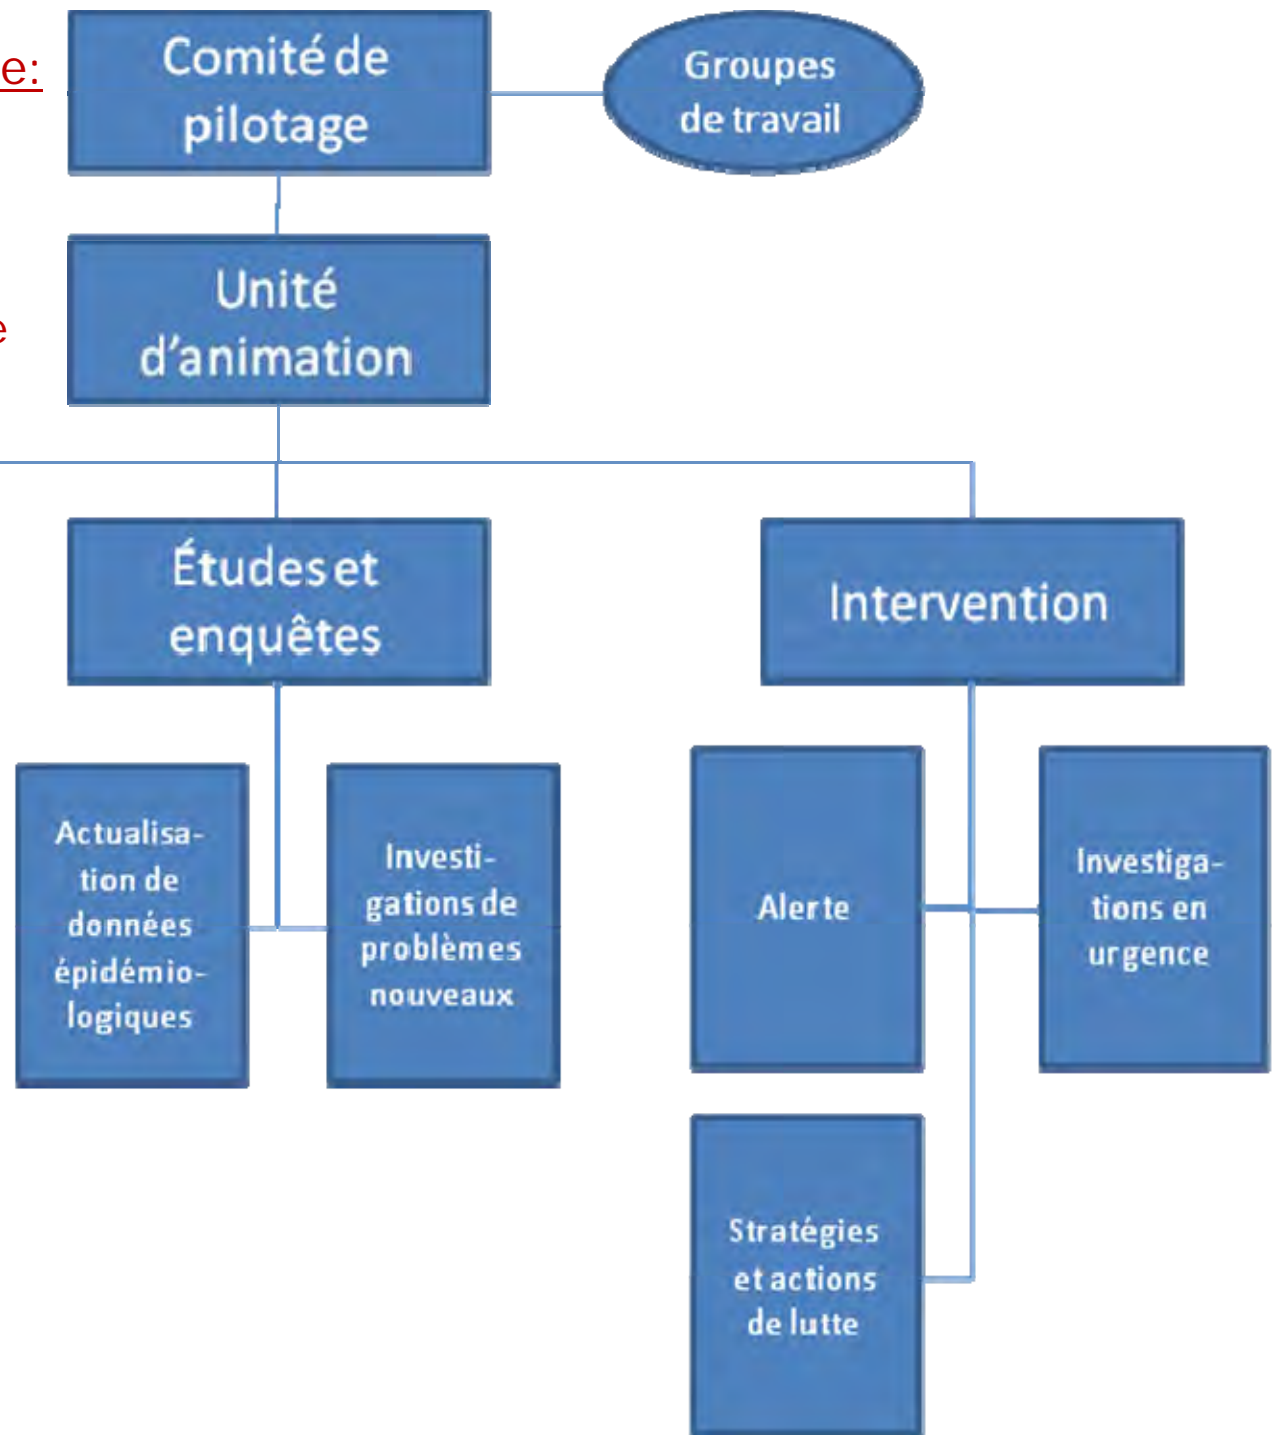 e:
Comité de
pilotage
Groupes
de travail
Unité
d'animation
e
Études et
enquêtes
Intervention
Actualisa-
tion de
données
épidémio-
logiques
Investi-
gations de
problèmes
nouveaux
Alerte
Investiga-
tions en
urgence
Stratégies
et actions
de lutte